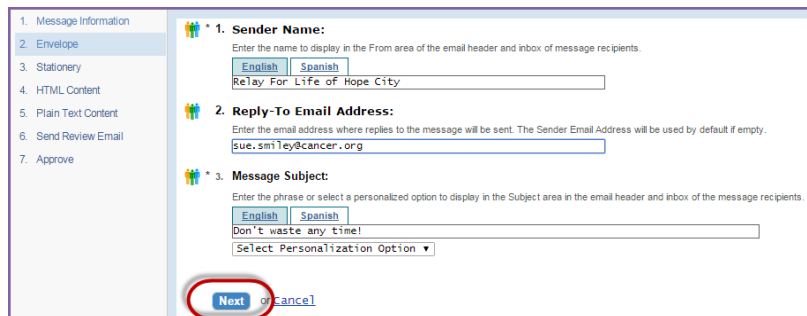 1. Message Information
2. Envelope
3. Stationery
4. HTML Content
5. Plain Text Content
6. Send Review Email
7. Approve
* 1. Sender Name:
Enter the name to display in the From area of the email header and inbox of message recipients.
English Spanish
Relay For Life of Hope City
2. Reply-To Email Address:
Enter the email address where replies to the message will be sent. The Sender Email Address will be used by default if empty.
sue.smiley@cancer.org
* 3. Message Subject:
Enter the phrase or select a personalized option to display in the Subject area in the email header and inbox of the message recipients.
English Spanish
Don't waste any time!
Select Personalization Option ▼
Next or Cancel